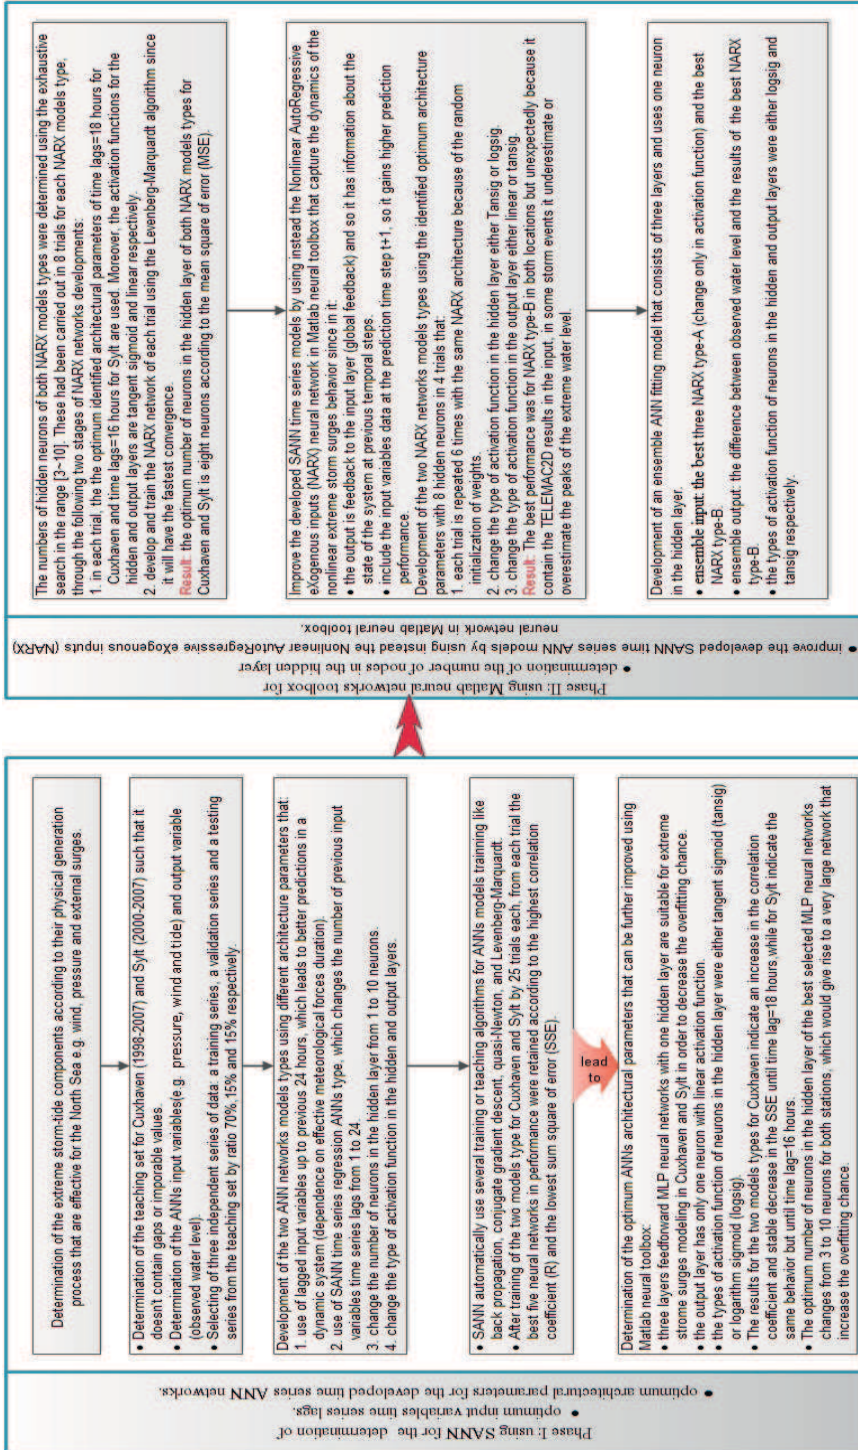 Phase I: using SANN for the determination of
• optimum input variables time series lags.
• optimum architectural parameters for the developed time series ANN networks.
Determination of the extreme storm-tide components according to their physical generation
process that are effective for the North Sea e.g. wind, pressure and external surges.
• Determination of the teaching set for Cuxhaven (1998-2007) and Sylt (2000-2007) such that it
doesn't contain gaps or imporable values.
• Determination of the ANNs input variables(e.g. pressure, wind and tide) and output variable
(observed water level).
• Selecting of three independent series of data: a training series, a validation series and a testing
series from the teaching set by ratio 70%,15% and 15% respectively.
Development of the two ANN networks models types using different architecture parameters that:
1. use of lagged input variables up to previous 24 hours, which leads to better predictions in a
dynamic system (dependence on effective meteorological forces duration).
2. use of SANN time series regression ANNs type, which changes the number of previous input
variables time series lags from 1 to 24.
3. change the number of neurons in the hidden layer from 1 to 10 neurons.
4. change the type of activation function in the hidden and output layers.
• SANN automatically use several training or teaching algorithms for ANNs models trainning like
back propagation, conjugate gradient descent, quasi-Newton, and Levenberg-Marquardt.
• After training of the two models type for Cuxhaven and Sylt by 25 trials each, from each trial the
best five neural networks in performance were retained according to the highest correlation
coefficient (R) and the lowest sum square of error (SSE).
lead
to
Determination of the optimum ANNs architectural parameters that can be further improved using
Matlab neural toolbox:
• three layers feedforward MLP neural networks with one hidden layer are suitable for extreme
strome surges modeling in Cuxhaven and Sylt in order to decrease the overfitting chance.
• the output layer has only one neuron with linear activation function.
• the types of activation function of neurons in the hidden layer were either tangent sigmoid (tansig)
or logarithm sigmoid (logsig).
• The results for the two models types for Cuxhaven indicate an increase in the correlation
coefficient and stable decrease in the SSE until time lag=18 hours,while for Sylt indicate the
same behavior but until time lag=16 hours.
• The optimum number of neurons in the hidden layer of the best selected MLP neural networks
changes from 3 to 10 neurons for both stations, which would give rise to a very large network that
increase the overfitting chance.
Phase II: using Matlab neural networks toolbox for
• determination of the number of nodes in the hidden layer
• improve the developed SANN time series ANN models by using instead the Nonlinear AutoRegressive eXogenous inputs (NARX)
neural network in Matlab neural toolbox.
The numbers of hidden neurons of both NARX models types were determined using the exhaustive
search in the range [3~10]. These had been carried out in 8 trials for each NARX models type,
through the following two stages of NARX networks developments:
1. in each trial, the the optimum identified architectural parameters of time lags=18 hours for
Cuxhaven and time lags=16 hours for Sylt are used. Moreover, the activation functions for the
hidden and output layers are tangent sigmoid and linear respectively.
2. develop and train the NARX network of each trial using the Levenberg-Marquardt algorithm since
it will have the fastest convergence.
Result: the optimum number of neurons in the hidden layer of both NARX models types for
Cuxhaven and Sylt is eight neurons according to the mean square of error (MSE).
Improve the developed SANN time series models by using instead the Nonlinear AutoRegressive
eXogenous inputs (NARX) neural network in Matlab neural toolbox that capture the dynamics of the
nonlinear extreme storm surges behavior since in it:
• the output is feedback to the input layer (global feedback) and so it has information about the
state of the system at previous temporal steps.
• include the input variables data at the prediction time step t+1, so it gains higher prediction
performance.
Development of the two NARX networks models types using the identified optimum architecture
parameters with 8 hidden neurons in 4 trials that:
1. each trial is repeated 6 times with the same NARX architecture because of the random
initialization of weights.
2. change the type of activation function in the hidden layer either Tansig or logsig.
3. change the type of activation function in the output layer either linear or tansig.
Result: The best performance was for NARX type-B in both locations but unexpectedly because it
contain the TELEMAC2D results in the input, in some storm events it underestimate or
overestimate the peaks of the extreme water level.
Development of an ensemble ANN fitting model that consists of three layers and uses one neuron
in the hidden layer.
• ensemble input: the best three NARX type-A (change only in activation function) and the best
NARX type-B.
• ensemble output: the difference between observed water level and the results of the best NARX
type-B.
• the types of activation function of neurons in the hidden and output layers were either logsig and
tansig respectively.